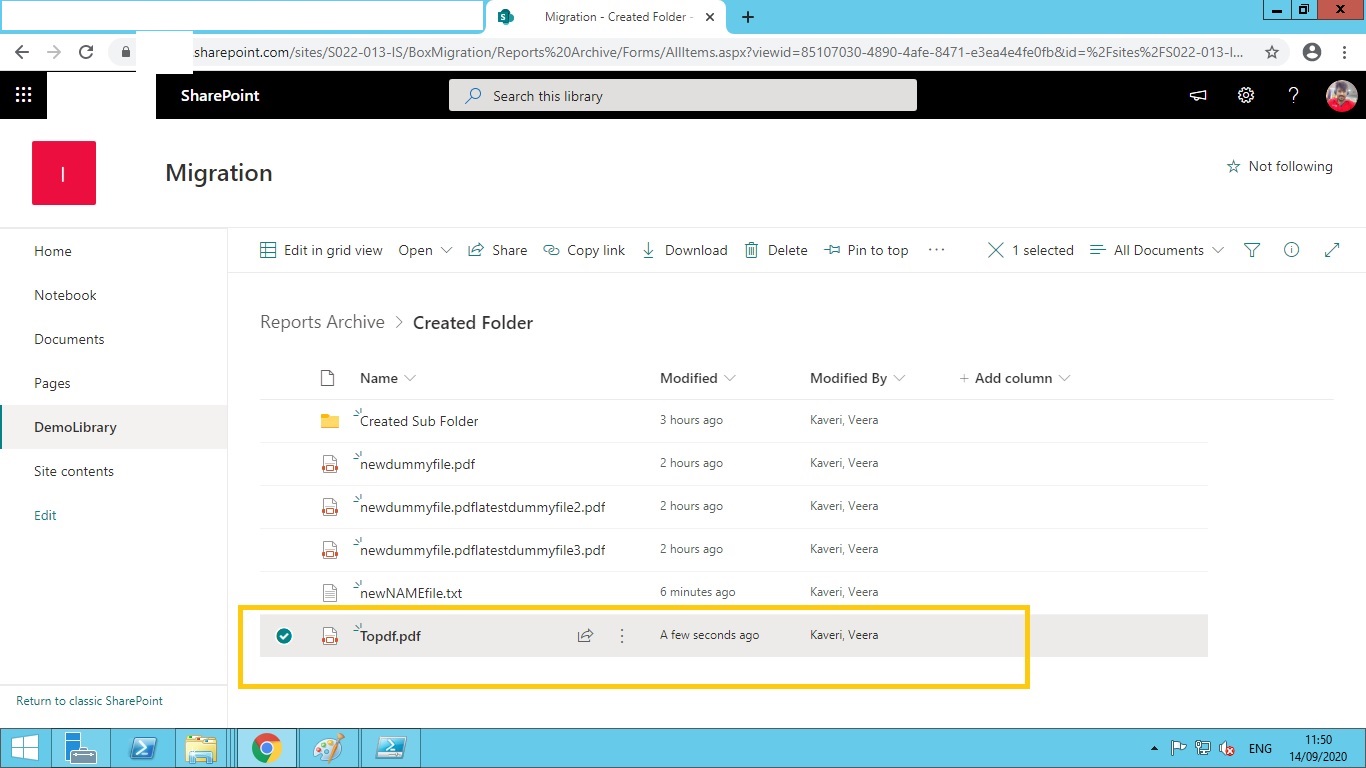 Migration - Created Folder -
sharepoint.com/sites/S022-013-IS/BoxMigration/Reports%20Archive/Forms/AllItems.aspx?viewid=85107030-4890-4afe-8471-e3ea4e4fe0fb&id=%2Fsites%2FS022-013-I...
SharePoint
Search this library
I
Migration
Not following
Home
Notebook
Documents
Pages
DemoLibrary
Site contents
Edit
Return to classic SharePoint
Edit in grid view Open Share Copy link Download Delete Pin to top ··· 1 selected All Documents
Reports Archive > Created Folder
Name Modified Modified By + Add column
Created Sub Folder 3 hours ago Kaveri, Veera
newdummyfile.pdf 2 hours ago Kaveri, Veera
newdummyfile.pdflatestdummyfile2.pdf 2 hours ago Kaveri, Veera
newdummyfile.pdflatestdummyfile3.pdf 2 hours ago Kaveri, Veera
newNAMEfile.txt 6 minutes ago Kaveri, Veera
Topdf.pdf A few seconds ago Kaveri, Veera
ENG
11:50
14/09/2020